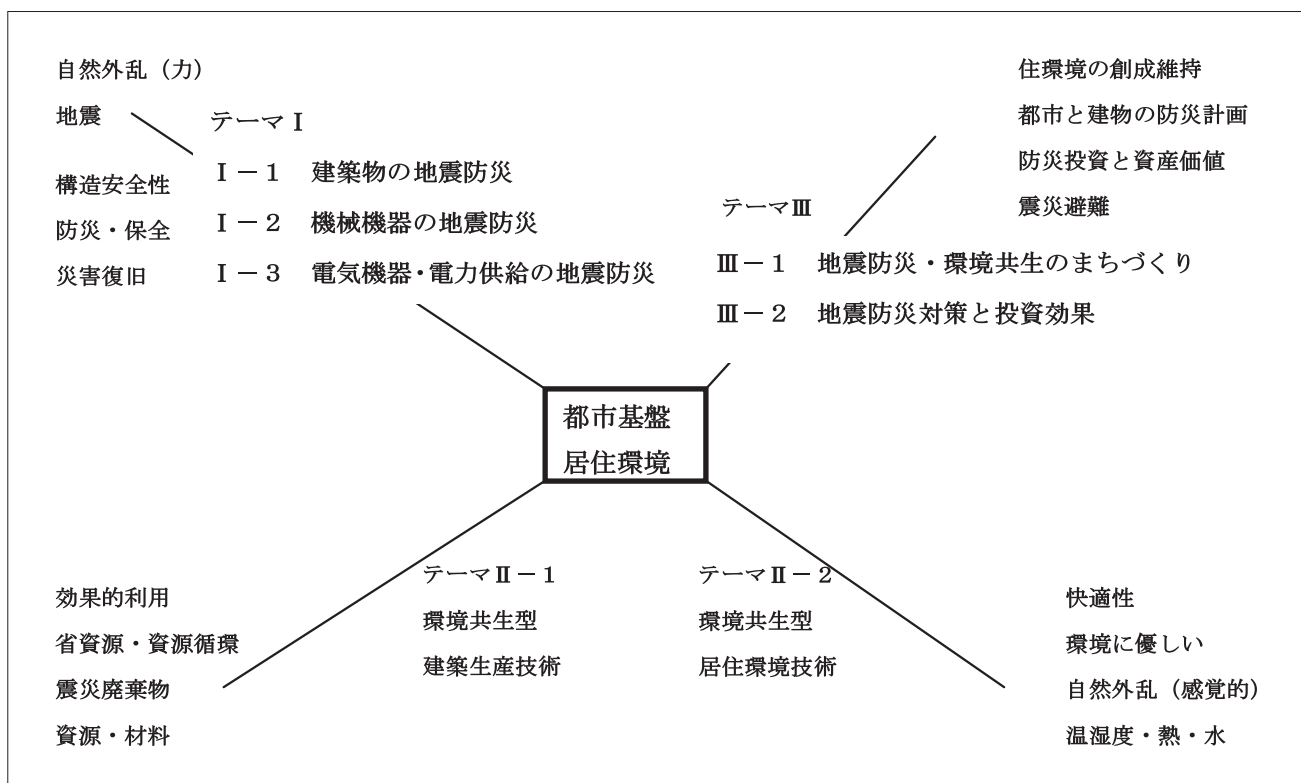 自然外乱（力）
地震
構造安全性
防災・保全
災害復旧
テーマⅠ
Ⅰ－１　建築物の地震防災
Ⅰ－２　機械機器の地震防災
Ⅰ－３　電気機器・電力供給の地震防災
住環境の創成維持
都市と建物の防災計画
防災投資と資産価値
震災避難
テーマⅢ
Ⅲ－１　地震防災・環境共生のまちづくり
Ⅲ－２　地震防災対策と投資効果
都市基盤
居住環境
効果的利用
省資源・資源循環
震災廃棄物
資源・材料
テーマⅡ－１
環境共生型
建築生産技術
テーマⅡ－２
環境共生型
居住環境技術
快適性
環境に優しい
自然外乱（感覚的）
温湿度・熱・水